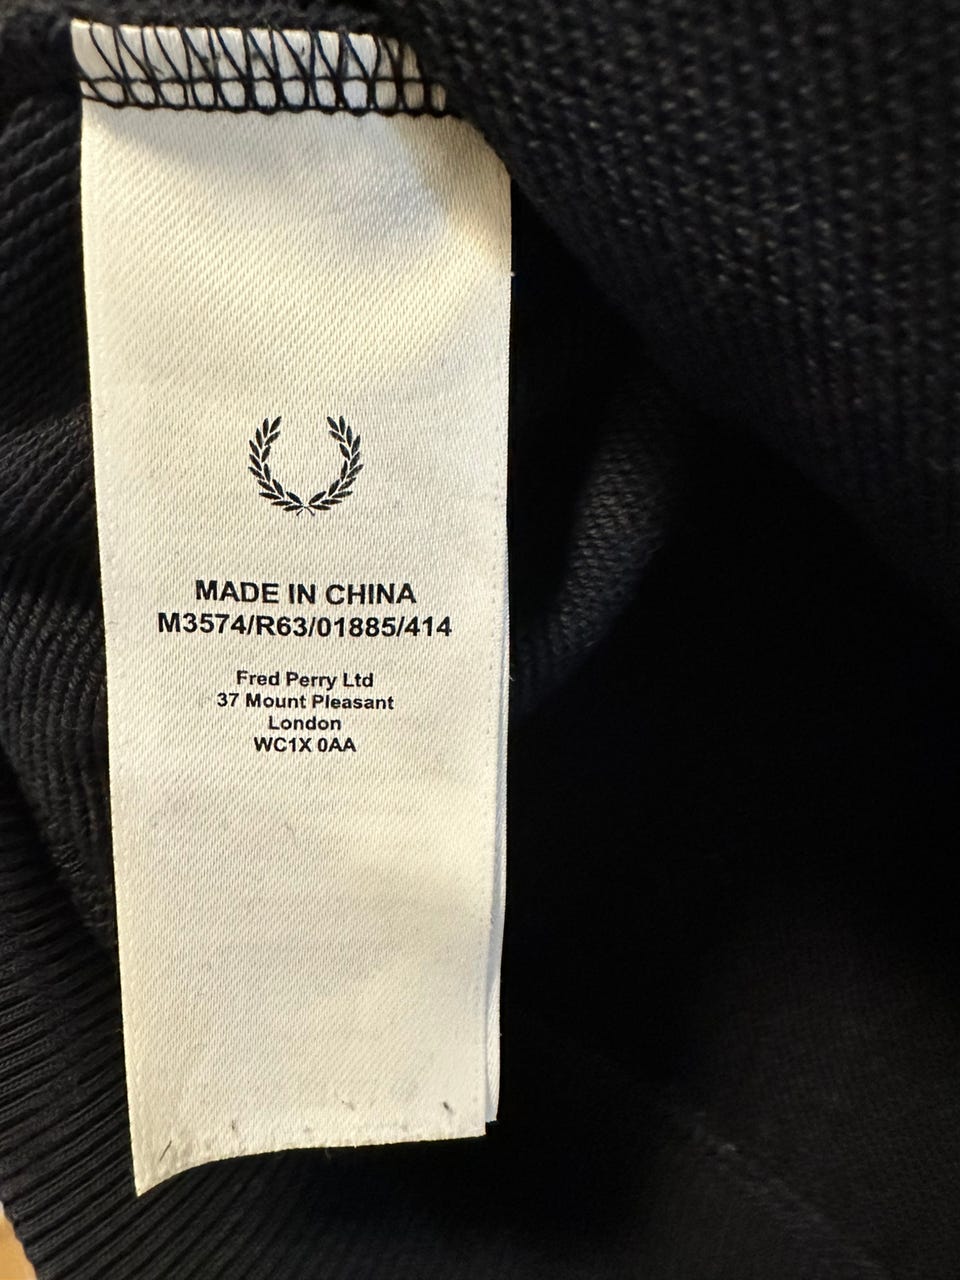 MADE IN CHINA
M3574/R63/01885/414
Fred Perry Ltd
37 Mount Pleasant
London
WC1X 0AA